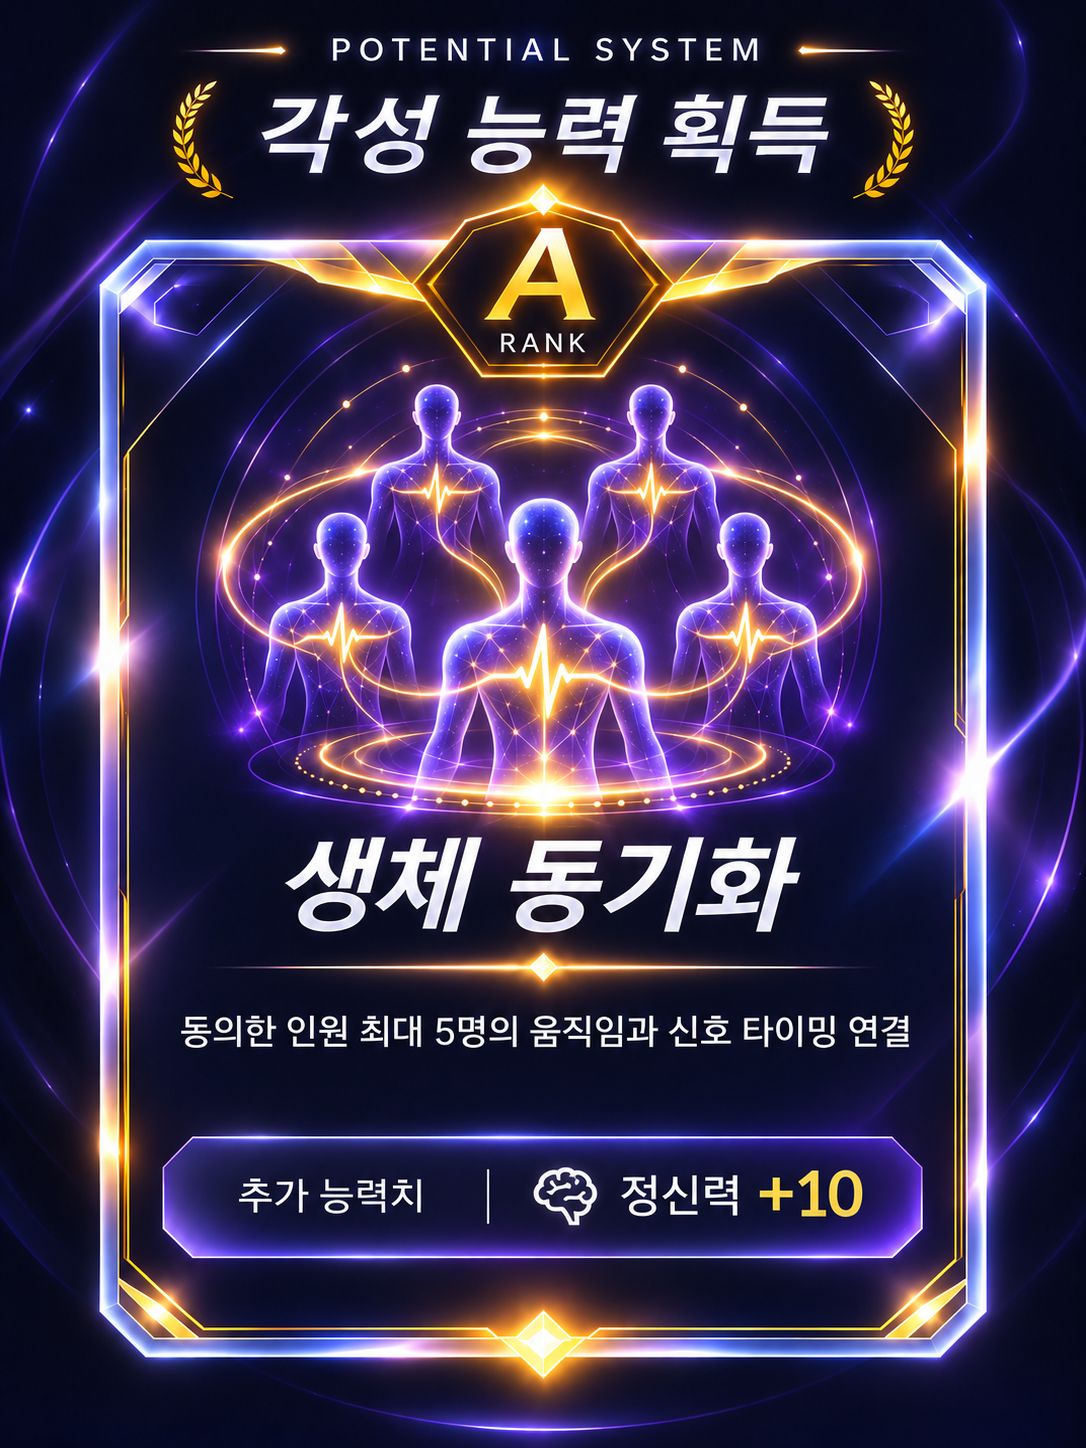 POTENTIAL SYSTEM
각성 능력 획득
A
RANK
생체 동기화
동의한 인원 최대 5명의 움직임과 신호 타이밍 연결
추가 능력치 정신력 +10